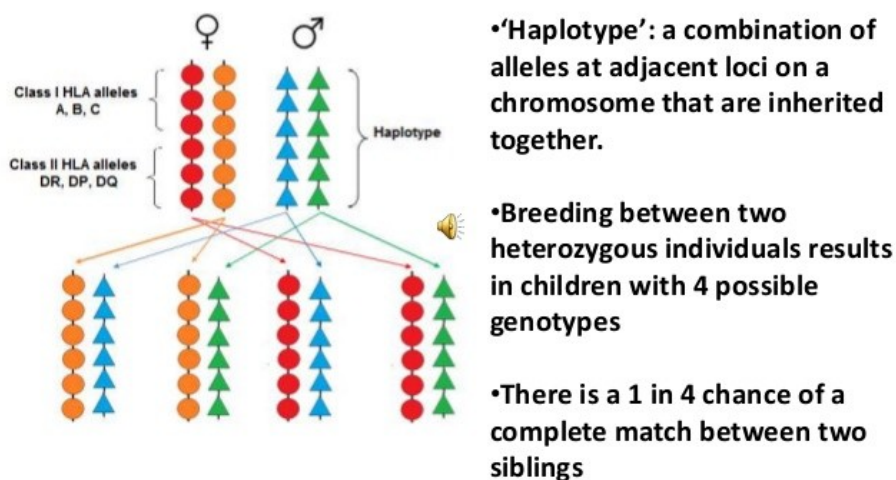 Class I HLA alleles
A, B, C
Class II HLA alleles
DR, DP, DQ
Haplotype
•‘Haplotype’: a combination of
alleles at adjacent loci on a
chromosome that are inherited
together.
•Breeding between two
heterozygous individuals results
in children with 4 possible
genotypes
•There is a 1 in 4 chance of a
complete match between two
siblings